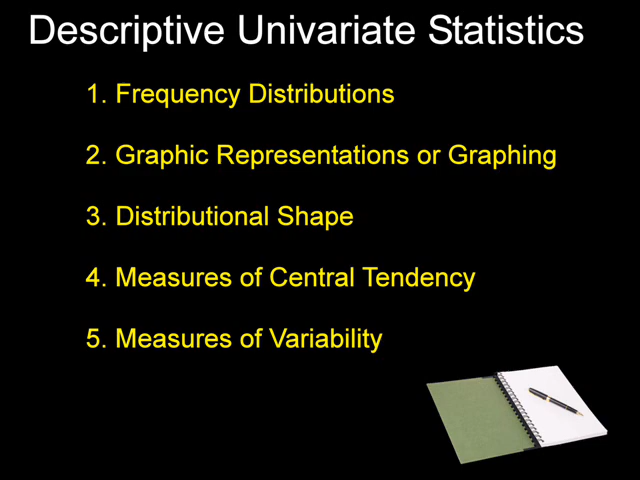 Descriptive Univariate Statistics
1. Frequency Distributions
2. Graphic Representations or Graphing
3. Distributional Shape
4. Measures of Central Tendency
5. Measures of Variability